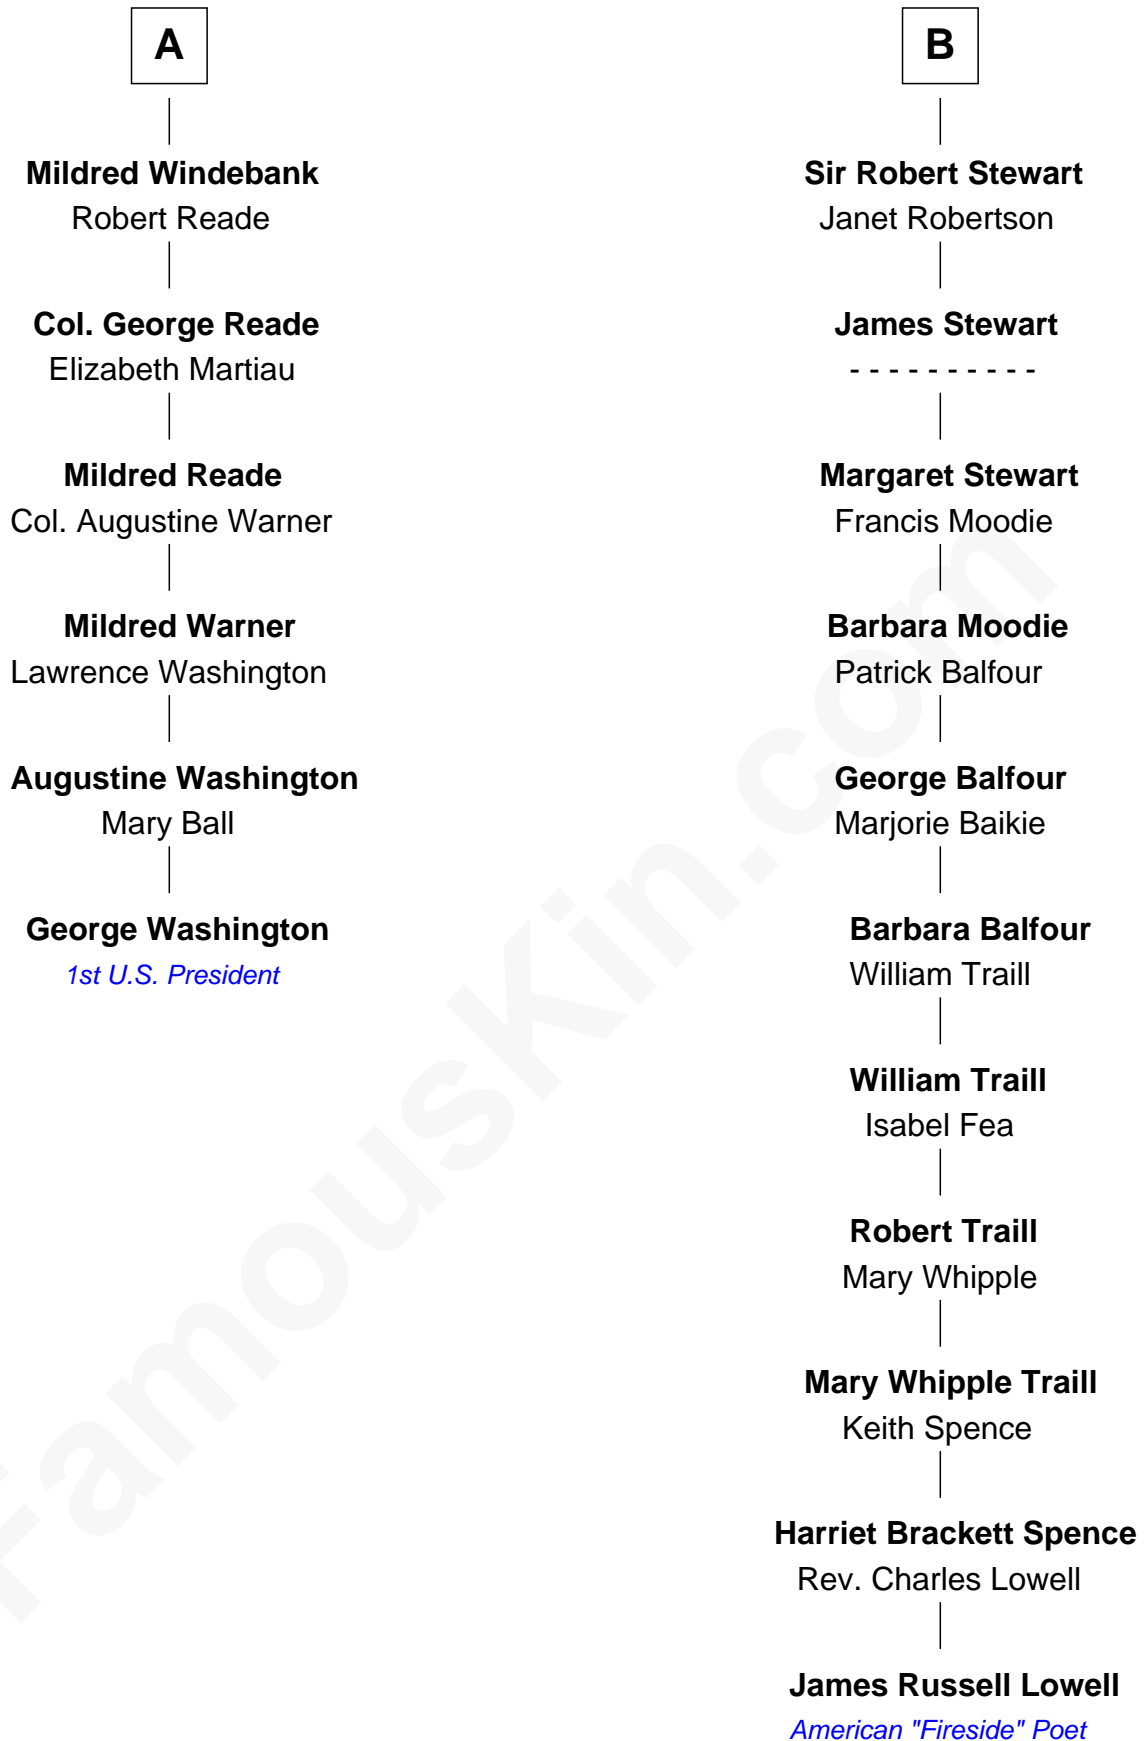 A
Mildred Windebank
Robert Reade
Col. George Reade
Elizabeth Martiau
Mildred Reade
Col. Augustine Warner
Mildred Warner
Lawrence Washington
Augustine Washington
Mary Ball
George Washington
1st U.S. President
B
Sir Robert Stewart
Janet Robertson
James Stewart
- - - - - - - - - -
Margaret Stewart
Francis Moodie
Barbara Moodie
Patrick Balfour
George Balfour
Marjorie Baikie
Barbara Balfour
William Traill
William Traill
Isabel Fea
Robert Traill
Mary Whipple
Mary Whipple Traill
Keith Spence
Harriet Brackett Spence
Rev. Charles Lowell
James Russell Lowell
American "Fireside" Poet
FamousKin.com